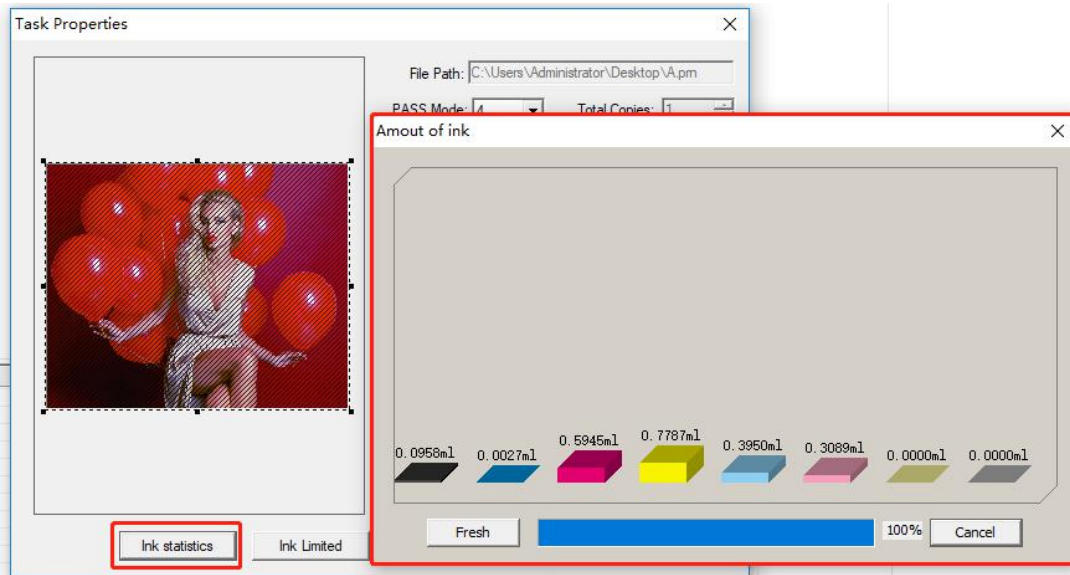 Task Properties
File Path: C:\Users\Administrator\Desktop\A.prn
PASS Mode: 4 Total Copies: 1
Amout of ink
0.0958ml 0.0027ml 0.5945ml 0.7787ml 0.3950ml 0.3089ml 0.0000ml 0.0000ml
Fresh 100% Cancel
Ink statistics Ink Limited